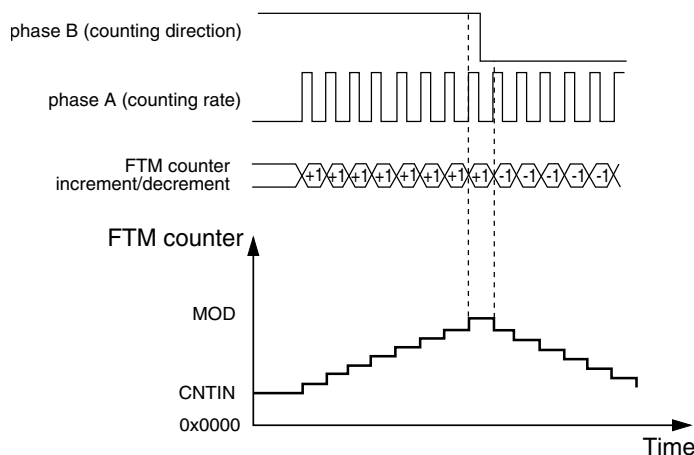 phase B (counting direction)
phase A (counting rate)
FTM counter
increment/decrement
+1 +1 +1 +1 +1 +1 +1 +1 -1 -1 -1 -1 -1
FTM counter
MOD
CNTIN
0x0000
Time